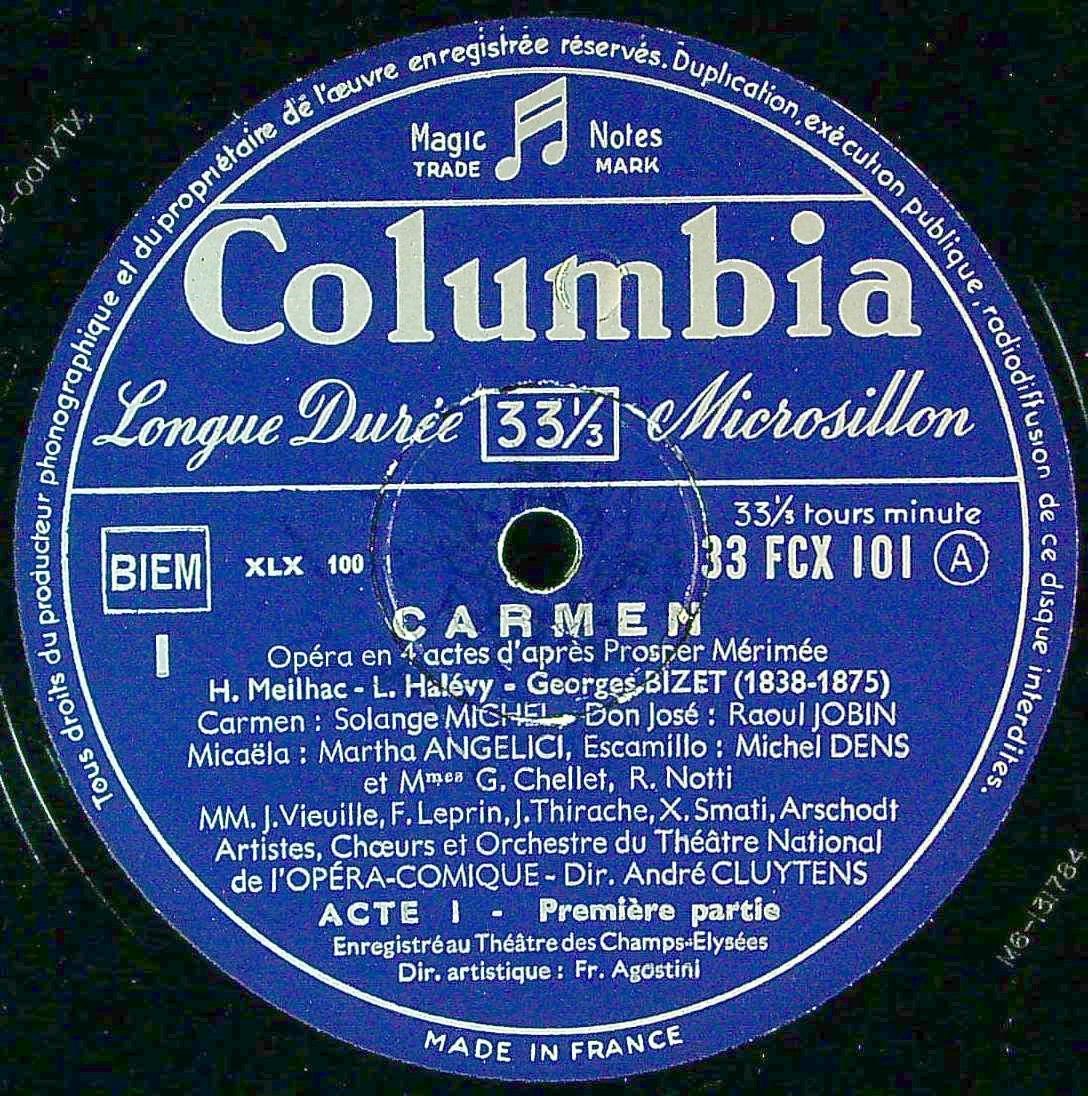 Tous droits du producteur phonographique et du propriétaire de l'œuvre enregistrée réservés. Duplication, exécution publique, radiodiffusion de ce disque interdites.
Magic Notes
TRADE MARK
Columbia
Longue Durée 33⅓ Microsillon
33⅓ tours minute
BIEM XLX 100 33 FCX 101 A
I
CARMEN
Opéra en 4 actes d'après Prosper Mérimée
H. Meilhac - L. Halévy - Georges BIZET (1838-1875)
Carmen : Solange MICHEL, Don José : Raoul JOBIN
Micaëla : Martha ANGELICI, Escamillo : Michel DENS
et Mmes G. Chellet, R. Notti
MM. J. Vieuille, F. Leprin, J. Thirache, X. Smati, Arschodt
Artistes, Chœurs et Orchestre du Théâtre National
de l'OPÉRA-COMIQUE - Dir. André CLUYTENS
ACTE I - Première partie
Enregistré au Théâtre des Champs-Elysées
Dir. artistique : Fr. Agostini
MADE IN FRANCE
M6-131784